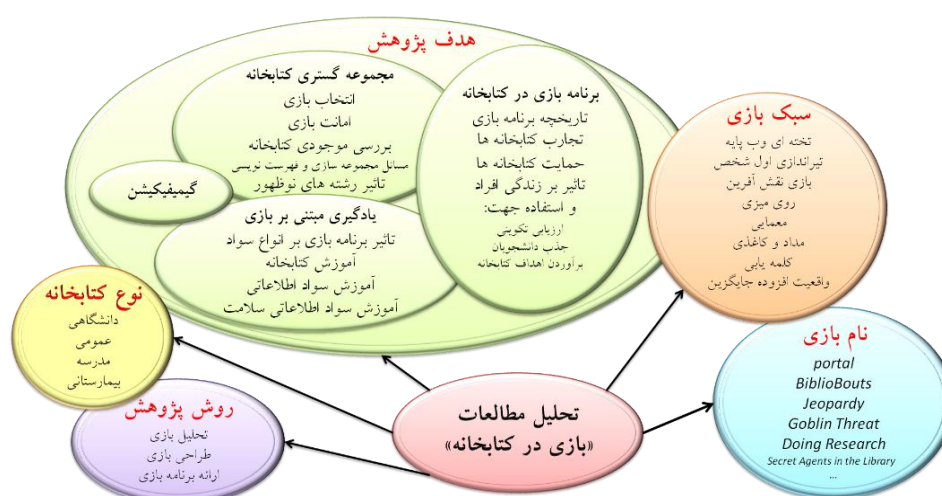 هدف پژوهش
مجموعه گستری کتابخانه
انتخاب بازی
امانت بازی
بررسی موجودی کتابخانه
مسائل مجموعه سازی و فهرست نویسی
تاثیر رشته های نوظهور
برنامه بازی در کتابخانه
تاریخچه برنامه بازی
تجارب کتابخانه ها
حمایت کتابخانه ها
تاثیر بر زندگی افراد
و استفاده جهت:
ارزیابی تکوینی
جذب دانشجویان
برآوردن اهداف کتابخانه
گیمیفیکیشن
یادگیری مبتنی بر بازی
تاثیر برنامه بازی بر انواع سواد
آموزش کتابخانه
آموزش سواد اطلاعاتی
آموزش سواد اطلاعاتی سلامت
سبک بازی
تخته ای وب پایه
تیراندازی اول شخص
بازی نقش آفرین
روی میزی
معمایی
مداد و کاغذی
کلمه یابی
واقعیت افزوده جایگزین
نوع کتابخانه
دانشگاهی
عمومی
مدرسه
بیمارستانی
نام بازی
portal
BiblioBouts
Jeopardy
Goblin Threat
Doing Research
Secret Agents in the Library
...
روش پژوهش
تحلیل بازی
طراحی بازی
ارائه برنامه بازی
تحلیل مطالعات
«بازی در کتابخانه»